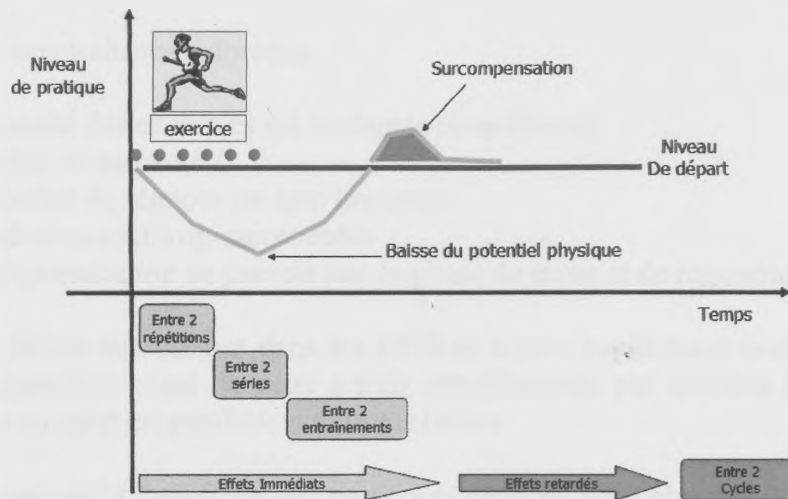 Niveau
de pratique
exercice
Surcompensation
Niveau
De départ
Baisse du potentiel physique
Temps
Entre 2
répétitions
Entre 2
séries
Entre 2
entraînements
Effets Immédiats
Effets retardés
Entre 2
Cycles